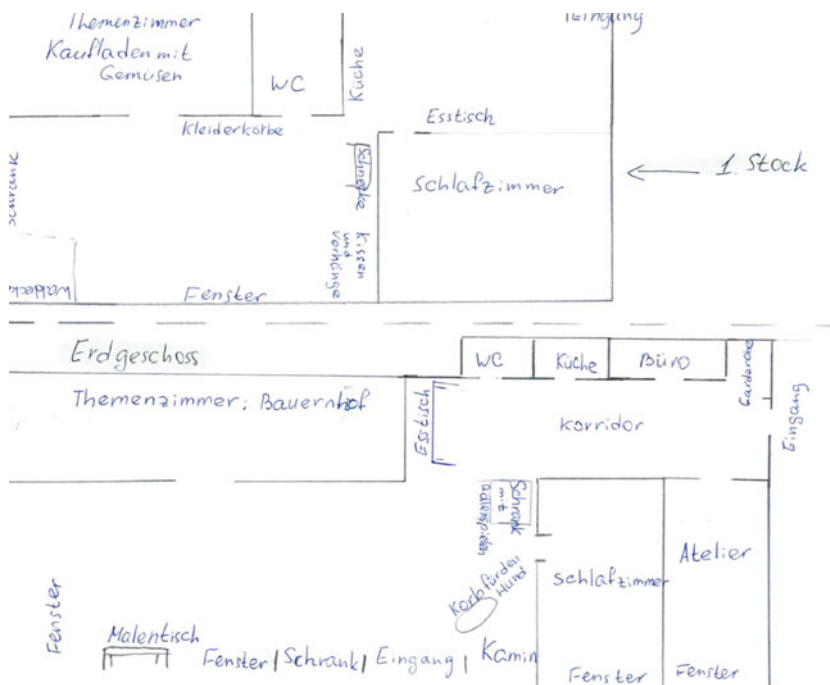 Themenzimmer
Kaufladen mit
Gemüsen
WC
Küche
Kleiderkörbe
Esstisch
Schrank
Schnecke
Schlafzimmer
1. Stock
Kissen
und
Vorhänge
Fenster
Erdgeschoss
WC
Küche
Büro
Garderobe
Themenzimmer: Bauernhof
Esstisch
Korridor
Eingang
Schrank
mit
Atelier
Schlafzimmer
Korb für den
Hund
Fenster
Malentisch
Fenster | Schrank | Eingang |
Kamin
Fenster
Fenster